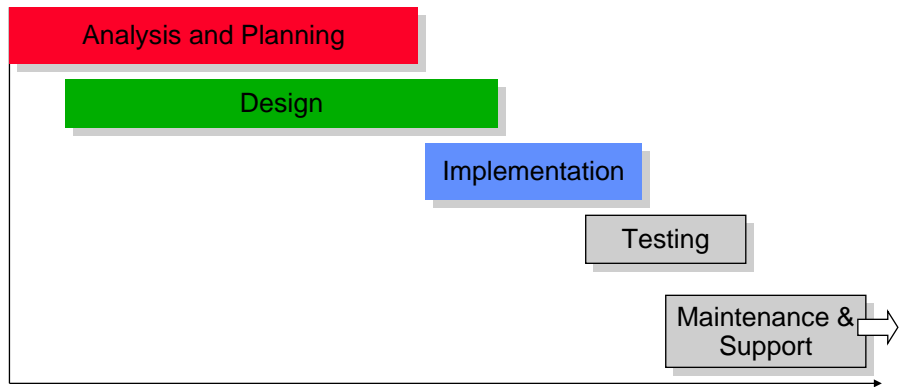 Analysis and Planning
Design
Implementation
Testing
Maintenance &
Support